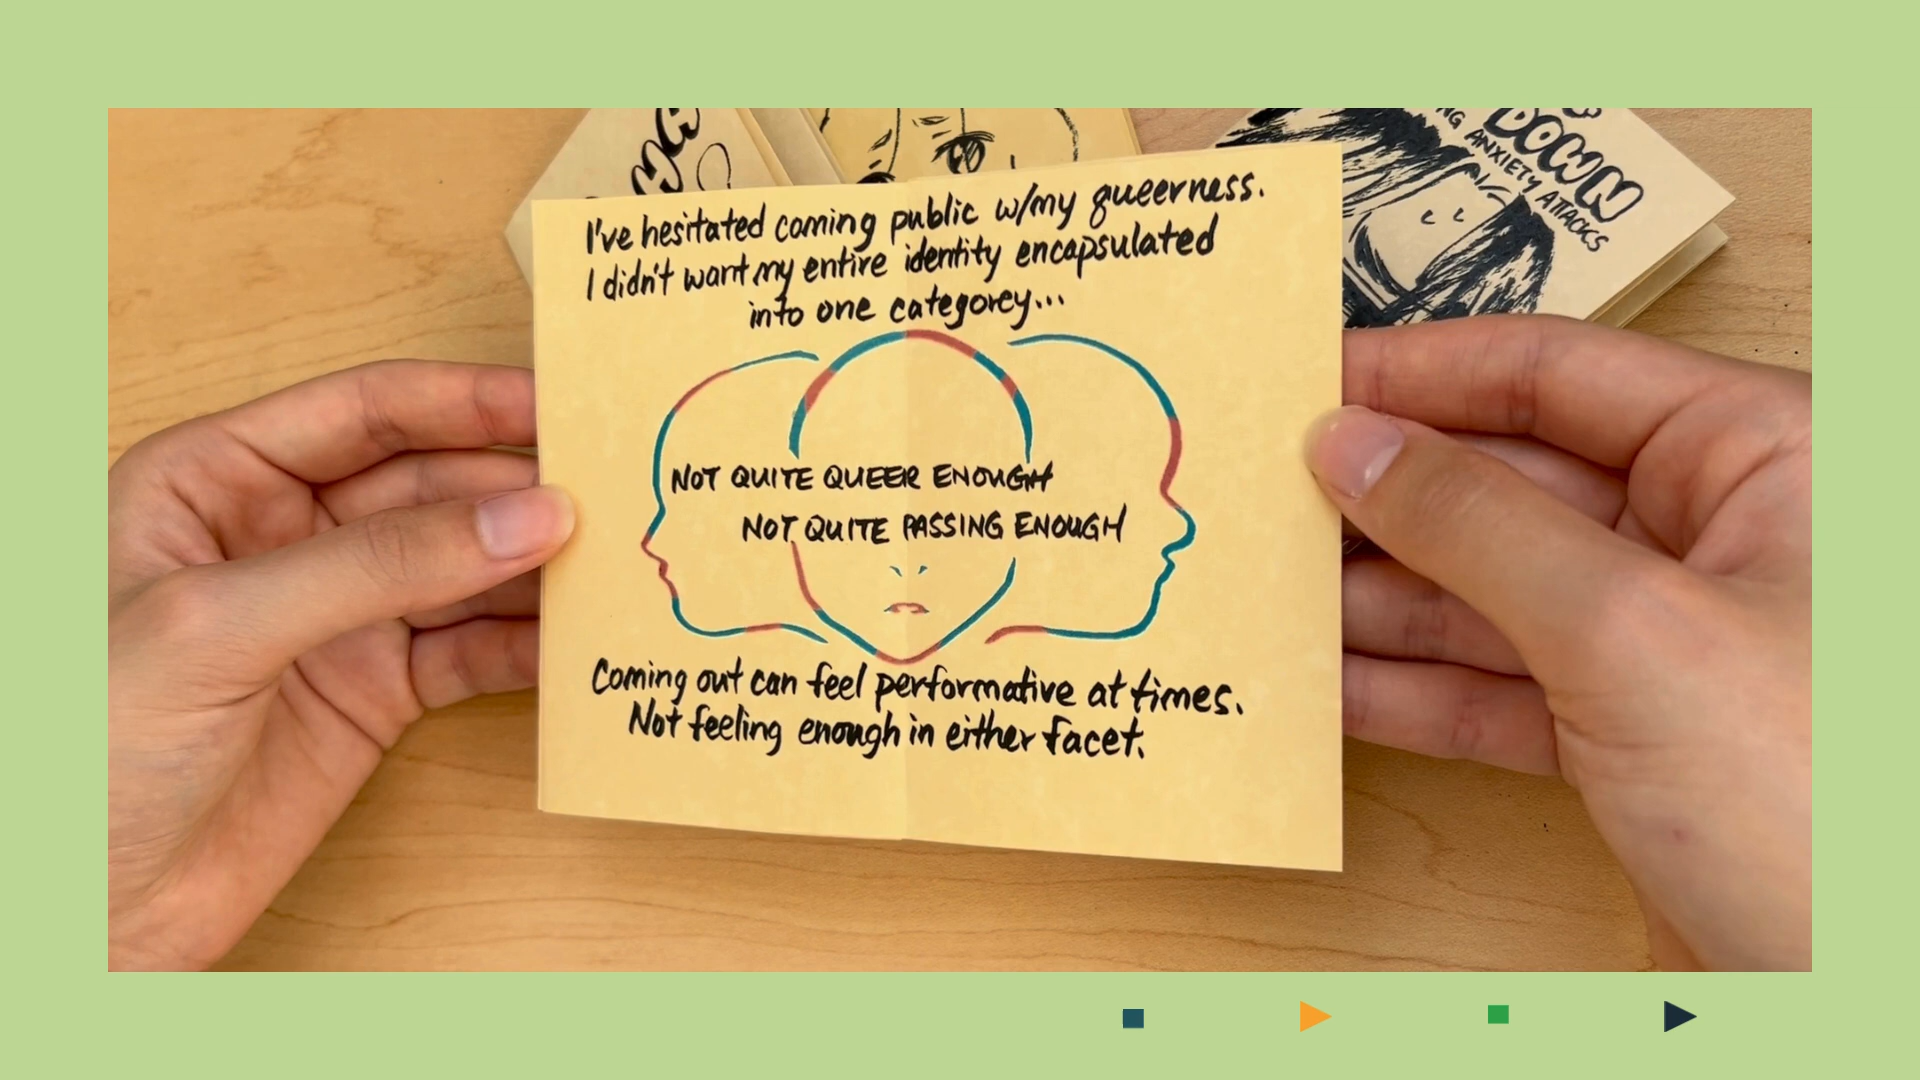 I've hesitated coming public w/my queerness.
I didn't want my entire identity encapsulated
into one categorey...
NOT QUITE QUEER ENOUGH
NOT QUITE PASSING ENOUGH
Coming out can feel performative at times.
Not feeling enough in either facet.
DOWN
ANXIETY ATTACKS